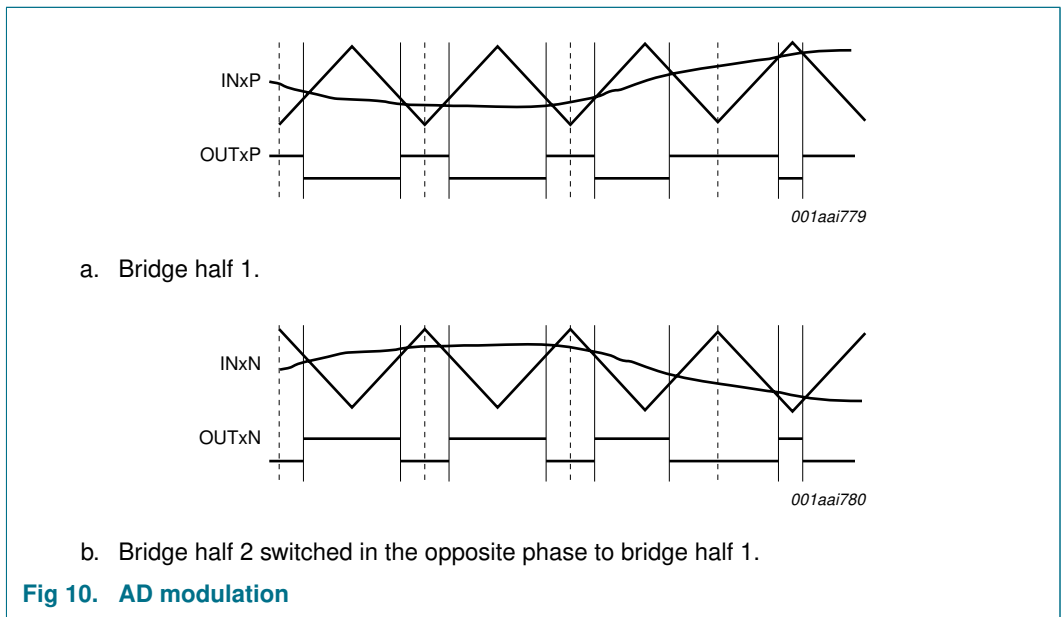 INxP
OUTxP
001aai779
a. Bridge half 1.
INxN
OUTxN
001aai780
b. Bridge half 2 switched in the opposite phase to bridge half 1.
Fig 10. AD modulation